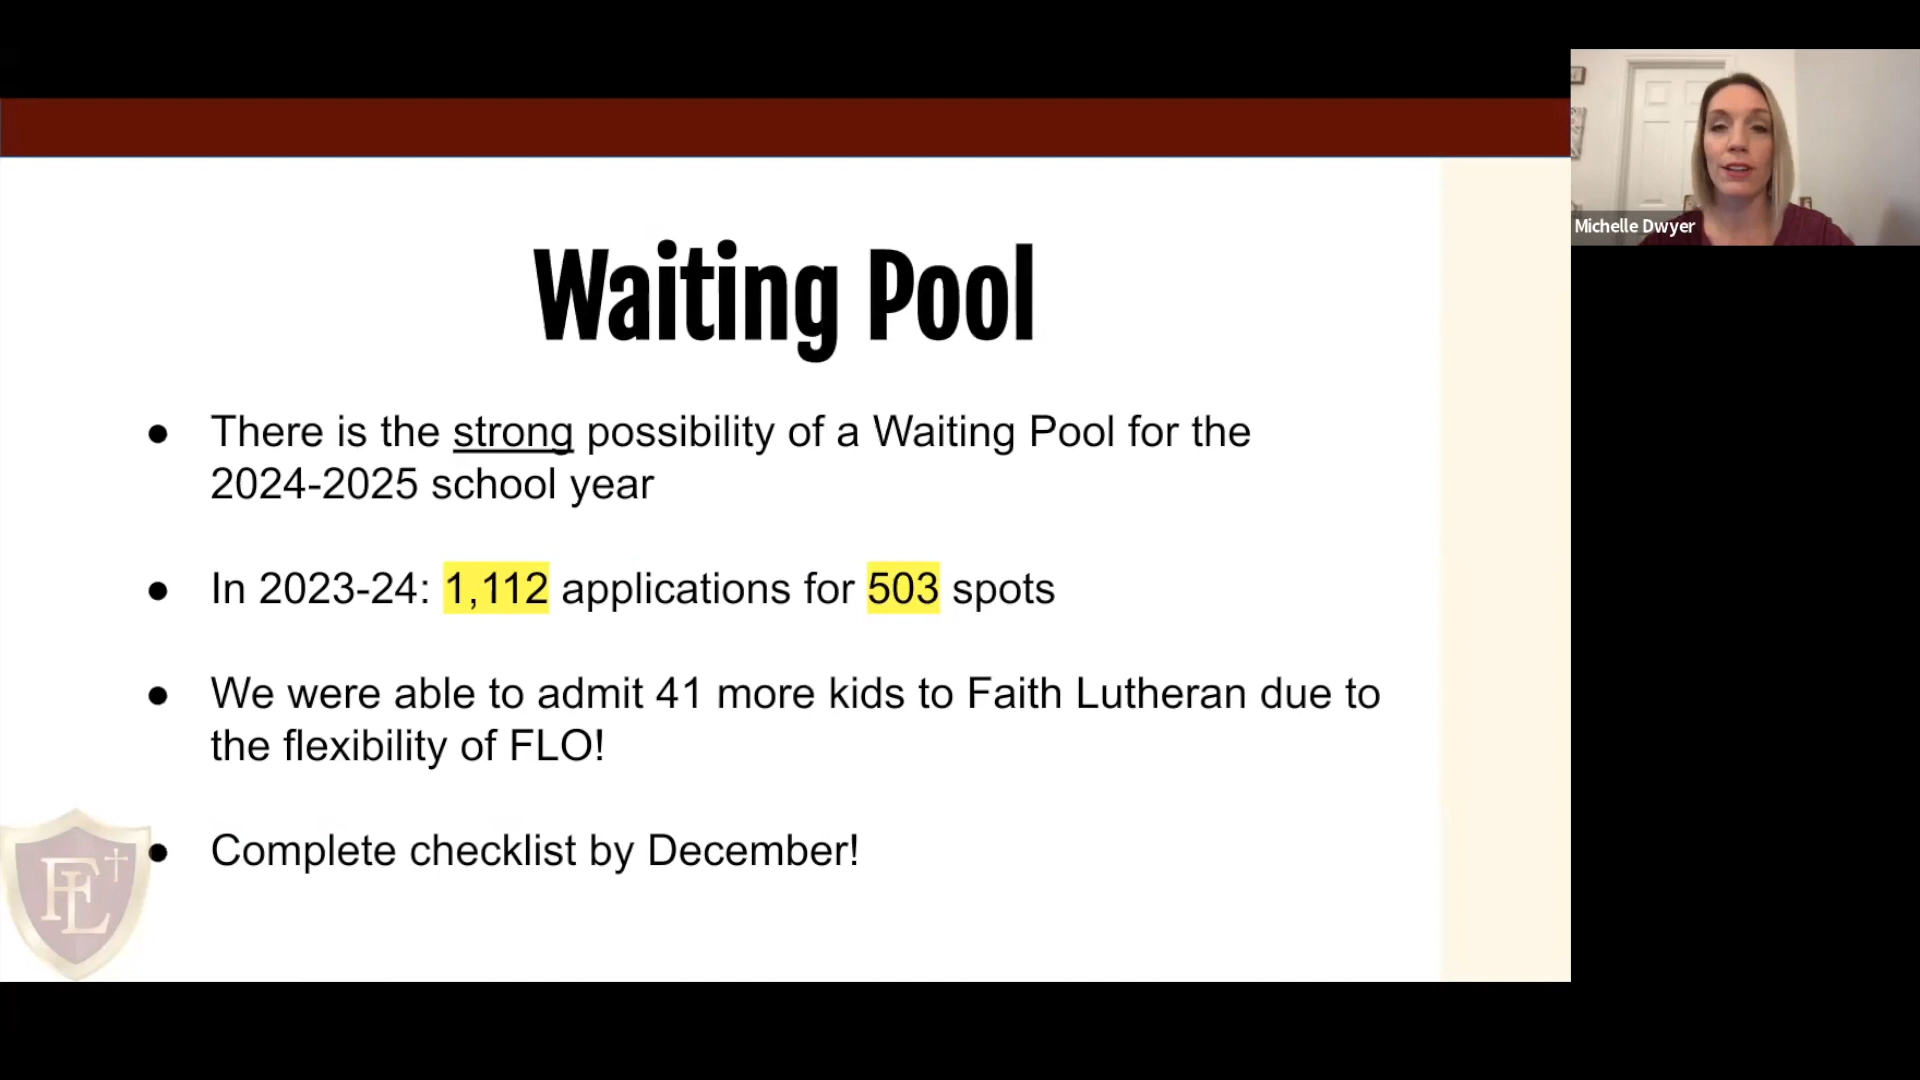 Michelle Dwyer
Waiting Pool
● There is the strong possibility of a Waiting Pool for the
2024-2025 school year
● In 2023-24: 1,112 applications for 503 spots
● We were able to admit 41 more kids to Faith Lutheran due to
the flexibility of FLO!
● Complete checklist by December!
FL